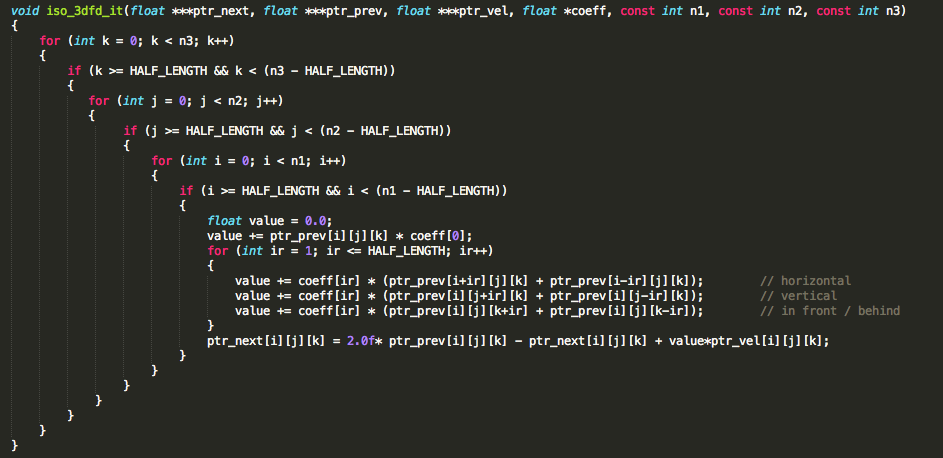 void iso_3dfd_it(float ***ptr_next, float ***ptr_prev, float ***ptr_vel, float *coeff, const int n1, const int n2, const int n3)
{
    for (int k = 0; k < n3; k++)
    {
        if (k >= HALF_LENGTH && k < (n3 - HALF_LENGTH))
        {
           for (int j = 0; j < n2; j++)
           {
                if (j >= HALF_LENGTH && j < (n2 - HALF_LENGTH))
                {
                    for (int i = 0; i < n1; i++)
                    {
                        if (i >= HALF_LENGTH && i < (n1 - HALF_LENGTH))
                        {
                            float value = 0.0;
                            value += ptr_prev[i][j][k] * coeff[0];
                            for (int ir = 1; ir <= HALF_LENGTH; ir++)
                            {
                                value += coeff[ir] * (ptr_prev[i+ir][j][k] + ptr_prev[i-ir][j][k]);        // horizontal
                                value += coeff[ir] * (ptr_prev[i][j+ir][k] + ptr_prev[i][j-ir][k]);        // vertical
                                value += coeff[ir] * (ptr_prev[i][j][k+ir] + ptr_prev[i][j][k-ir]);        // in front / behind
                            }
                            ptr_next[i][j][k] = 2.0f* ptr_prev[i][j][k] - ptr_next[i][j][k] + value*ptr_vel[i][j][k];
                        }
                    }
                }
            }
        }
    }
}